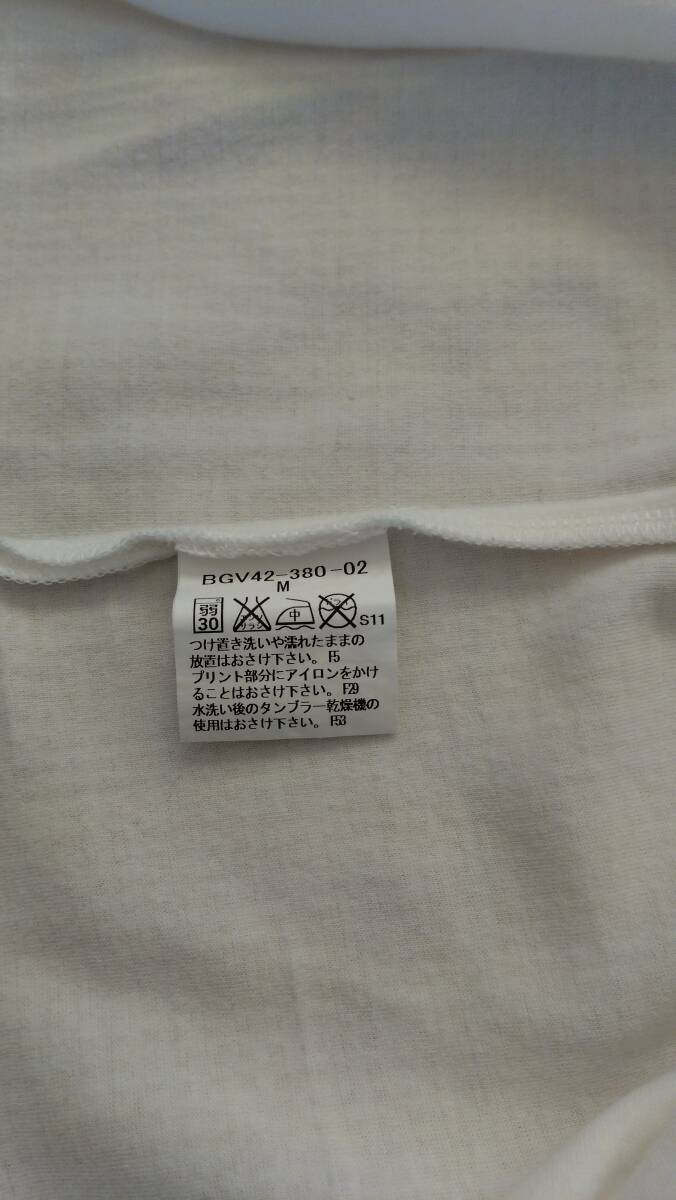 BGV42-380-02
M
弱 30 中 S11
つけ置き洗いや濡れたままの
放置はおさけ下さい。F5
プリント部分にアイロンをかけ
ることはおさけ下さい。F29
水洗い後のタンブラー乾燥機の
使用はおさけ下さい。F53